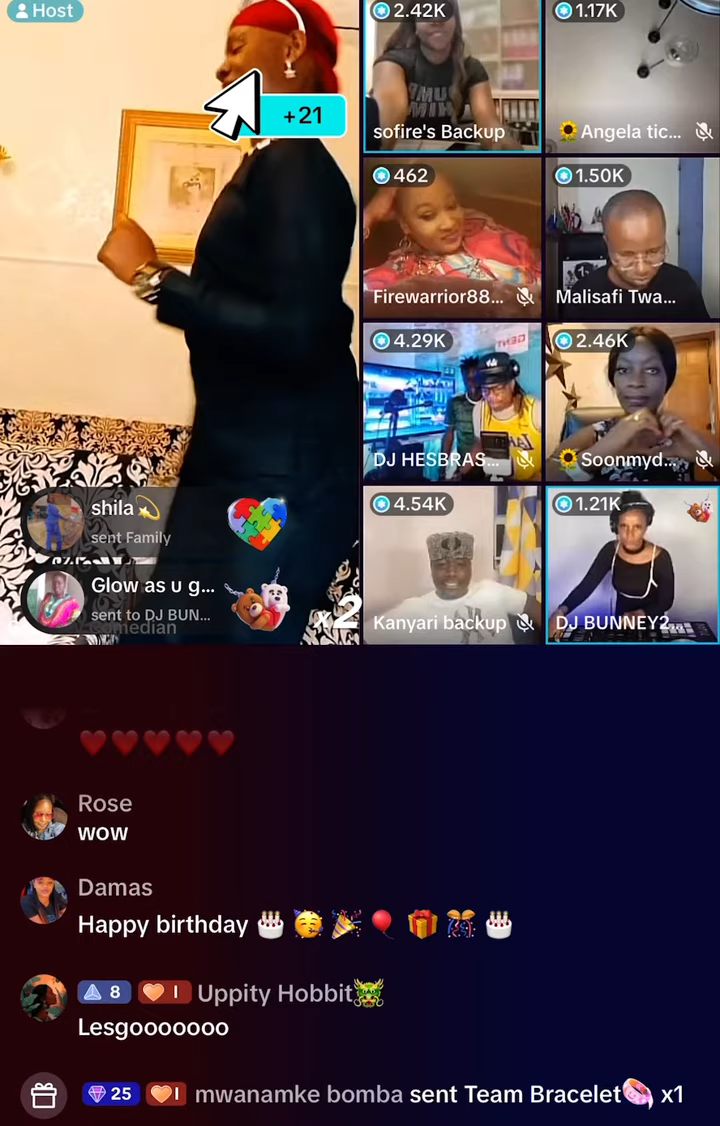 Host
+21
2.42K
sofire's Backup
1.17K
🌻Angela tic...
462
Firewarrior88...
1.50K
Malisafi Twa...
4.29K
DJ HESBRAS...
2.46K
🌻Soonmyd...
4.54K
Kanyari backup
1.21K
DJ BUNNEY2...
shila💫
sent Family
Glow as u g...
sent to DJ BUN...
comedian
x2
❤️❤️❤️❤️❤️
Rose
wow
Damas
Happy birthday 🎂 🥳 🎉 🎈 🎁 🎊 🎂
8 I Uppity Hobbit🐲
Lesgooooooo
25 I mwanamke bomba sent Team Bracelet x1